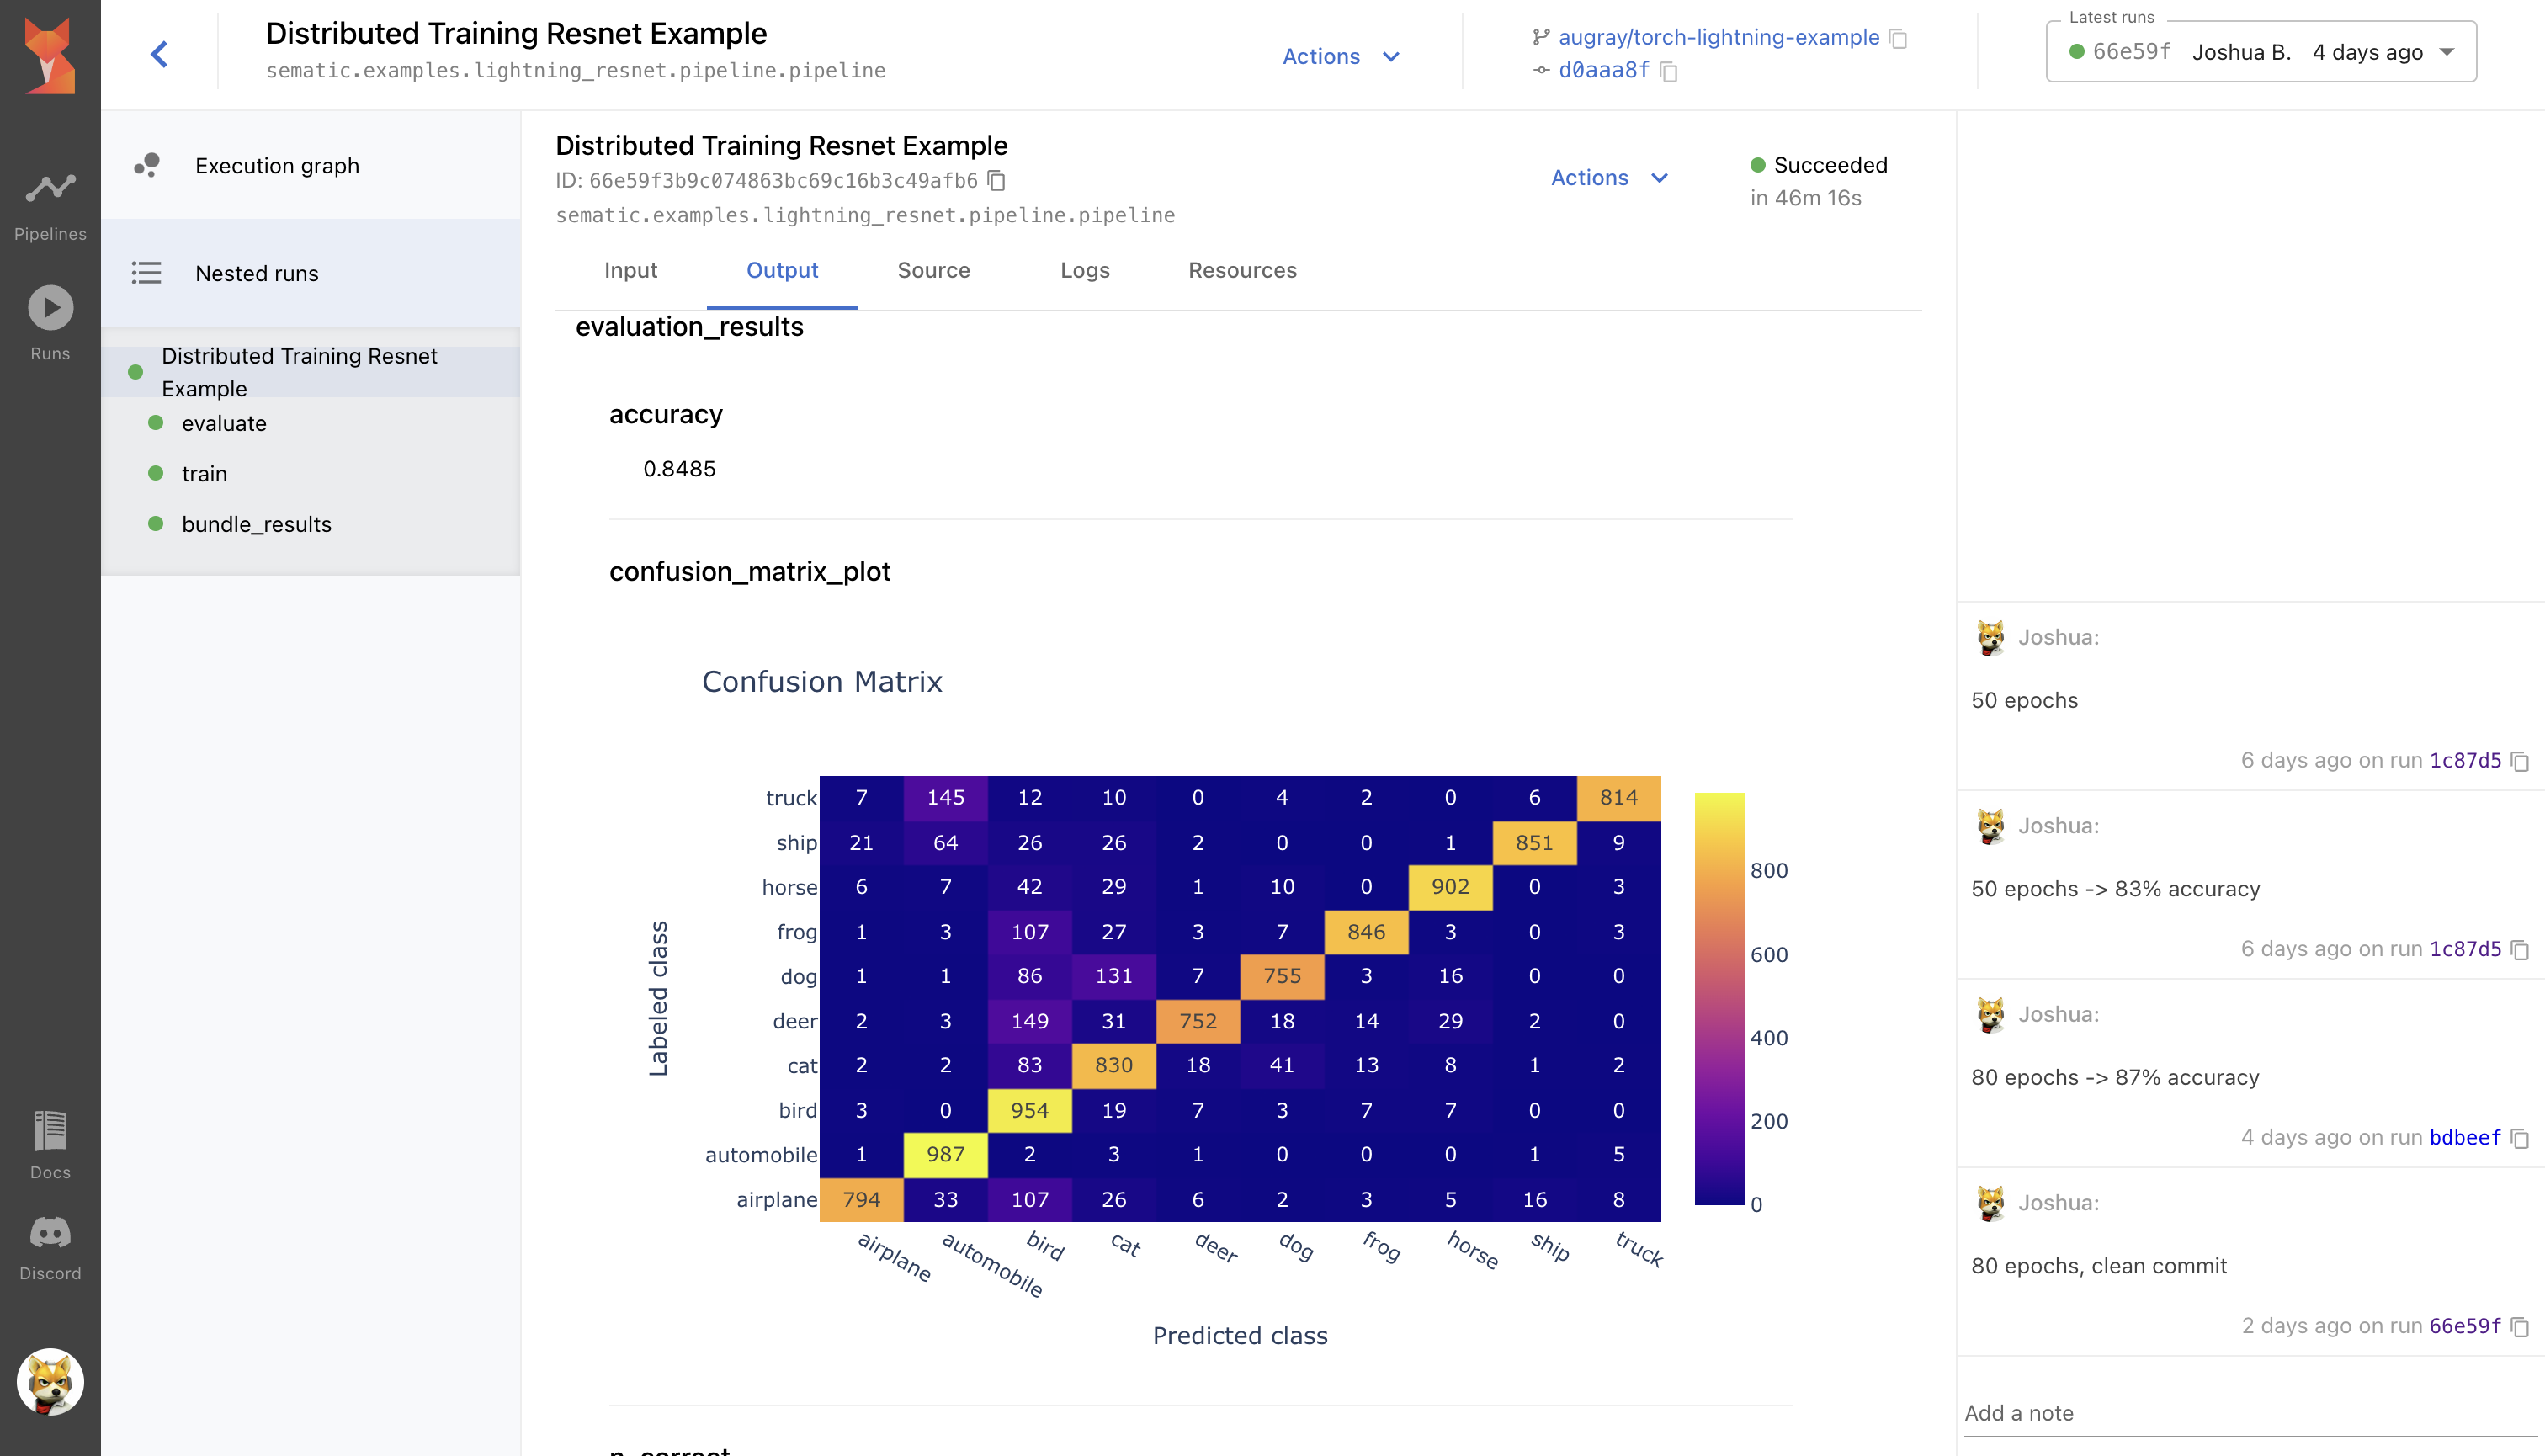 Distributed Training Resnet Example
sematic.examples.lightning_resnet.pipeline.pipeline
Actions
augray/torch-lightning-example
d0aaa8f
Latest runs
66e59f Joshua B. 4 days ago
Pipelines
Runs
Docs
Discord
Execution graph
Nested runs
Distributed Training Resnet
Example
evaluate
train
bundle_results
Distributed Training Resnet Example
ID: 66e59f3b9c074863bc69c16b3c49afb6
sematic.examples.lightning_resnet.pipeline.pipeline
Actions
Succeeded
in 46m 16s
Input Output Source Logs Resources
evaluation_results
accuracy
0.8485
confusion_matrix_plot
Confusion Matrix
Labeled class
truck 7 145 12 10 0 4 2 0 6 814
ship 21 64 26 26 2 0 0 1 851 9
horse 6 7 42 29 1 10 0 902 0 3
frog 1 3 107 27 3 7 846 3 0 3
dog 1 1 86 131 7 755 3 16 0 0
deer 2 3 149 31 752 18 14 29 2 0
cat 2 2 83 830 18 41 13 8 1 2
bird 3 0 954 19 7 3 7 7 0 0
automobile 1 987 2 3 1 0 0 0 1 5
airplane 794 33 107 26 6 2 3 5 16 8
airplane automobile bird cat deer dog frog horse ship truck
Predicted class
800
600
400
200
0
n_correct
Joshua:
50 epochs
6 days ago on run 1c87d5
Joshua:
50 epochs -> 83% accuracy
6 days ago on run 1c87d5
Joshua:
80 epochs -> 87% accuracy
4 days ago on run bdbeef
Joshua:
80 epochs, clean commit
2 days ago on run 66e59f
Add a note